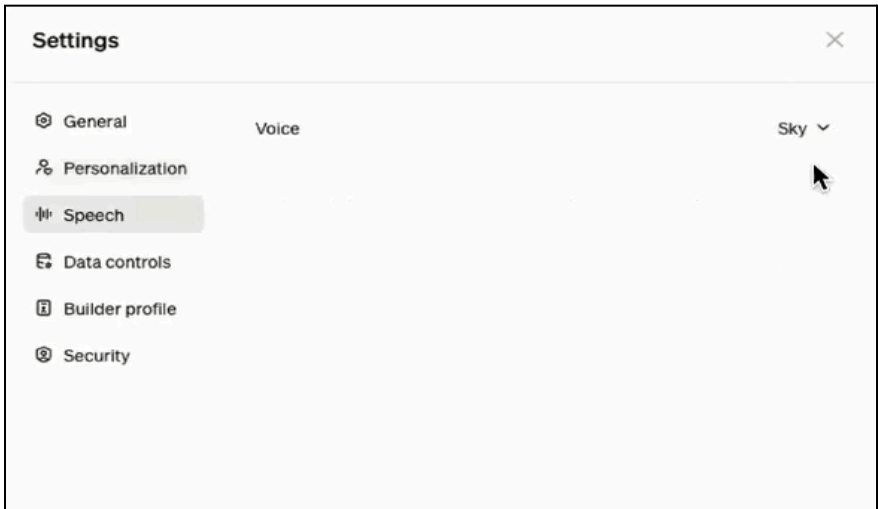 Settings
General
Personalization
Speech
Data controls
Builder profile
Security
Voice
Sky